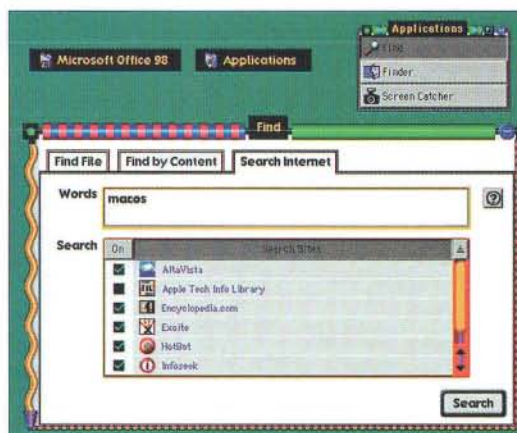 Applications
Find
Microsoft Office 98
Applications
Finder
Screen Catcher
Find
Find File
Find by Content
Search Internet
Words
macos
?
Search
On
Search Sites
AltaVista
Apple Tech Info Library
Encyclopedia.com
Excite
HotBot
Infoseek
Search